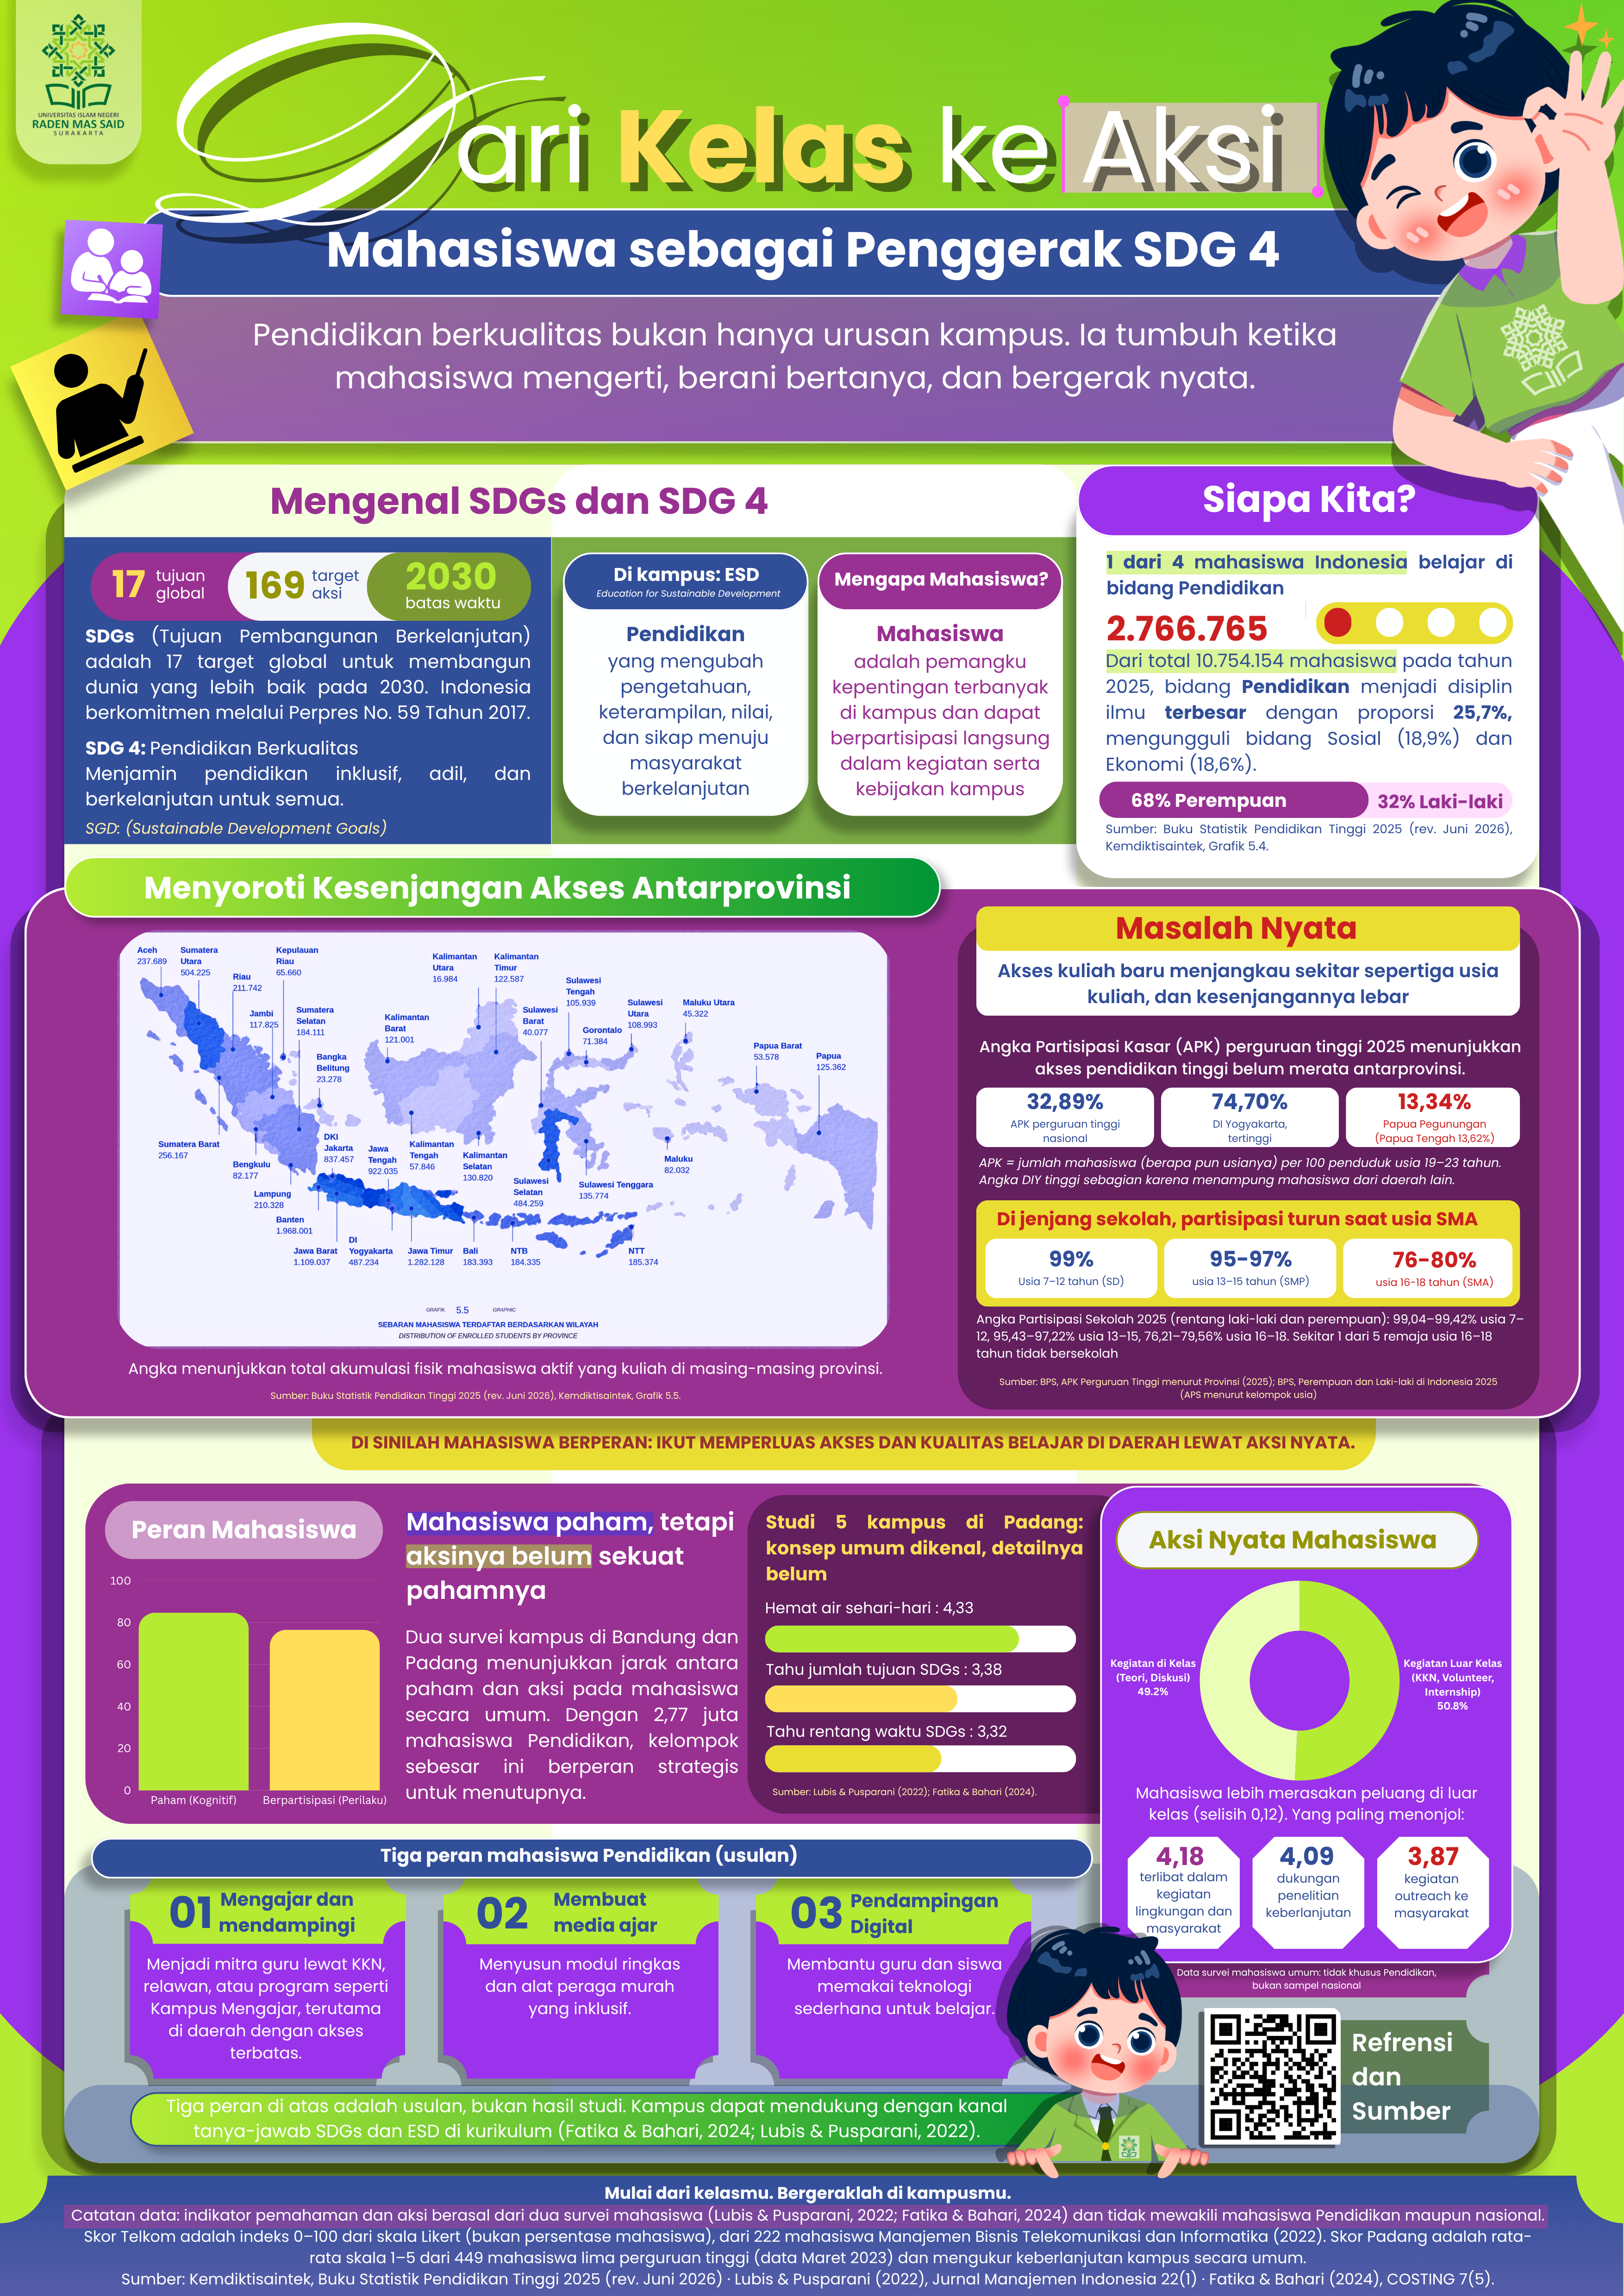 UNIVERSITAS ISLAM NEGERI
RADEN MAS SAID
SURAKARTA
Dari Kelas ke Aksi
Mahasiswa sebagai Penggerak SDG 4
Pendidikan berkualitas bukan hanya urusan kampus. Ia tumbuh ketika
mahasiswa mengerti, berani bertanya, dan bergerak nyata.
Mengenal SDGs dan SDG 4
17 tujuan global
169 target aksi
2030 batas waktu
SDGs (Tujuan Pembangunan Berkelanjutan)
adalah 17 target global untuk membangun
dunia yang lebih baik pada 2030. Indonesia
berkomitmen melalui Perpres No. 59 Tahun 2017.
SDG 4: Pendidikan Berkualitas
Menjamin pendidikan inklusif, adil, dan
berkelanjutan untuk semua.
SGD: (Sustainable Development Goals)
Di kampus: ESD
Education for Sustainable Development
Pendidikan
yang mengubah
pengetahuan,
keterampilan, nilai,
dan sikap menuju
masyarakat
berkelanjutan
Mengapa Mahasiswa?
Mahasiswa
adalah pemangku
kepentingan terbanyak
di kampus dan dapat
berpartisipasi langsung
dalam kegiatan serta
kebijakan kampus
Siapa Kita?
1 dari 4 mahasiswa Indonesia belajar di
bidang Pendidikan
2.766.765
Dari total 10.754.154 mahasiswa pada tahun
2025, bidang Pendidikan menjadi disiplin
ilmu terbesar dengan proporsi 25,7%,
mengungguli bidang Sosial (18,9%) dan
Ekonomi (18,6%).
68% Perempuan
32% Laki-laki
Sumber: Buku Statistik Pendidikan Tinggi 2025 (rev. Juni 2026),
Kemdiktisaintek, Grafik 5.4.
Menyoroti Kesenjangan Akses Antarprovinsi
Aceh
237.689
Sumatera
Utara
504.225
Riau
211.742
Kepulauan
Riau
65.660
Jambi
117.825
Sumatera
Selatan
184.111
Bangka
Belitung
23.278
Kalimantan
Barat
121.001
Kalimantan
Utara
16.984
Kalimantan
Timur
122.587
Sulawesi
Barat
40.077
Sulawesi
Tengah
105.939
Gorontalo
71.384
Sulawesi
Utara
108.993
Maluku Utara
45.322
Papua Barat
53.578
Papua
125.362
Sumatera Barat
256.167
Bengkulu
82.177
Lampung
210.328
Banten
1.968.001
DKI
Jakarta
837.457
Jawa
Tengah
922.035
Kalimantan
Tengah
57.846
Kalimantan
Selatan
130.820
Sulawesi
Selatan
484.259
Sulawesi Tenggara
135.774
Maluku
82.032
Jawa Barat
1.109.037
DI
Yogyakarta
487.234
Jawa Timur
1.282.128
Bali
183.393
NTB
184.335
NTT
185.374
GRAFIK 5.5 GRAPHIC
SEBARAN MAHASISWA TERDAFTAR BERDASARKAN WILAYAH
DISTRIBUTION OF ENROLLED STUDENTS BY PROVINCE
Angka menunjukkan total akumulasi fisik mahasiswa aktif yang kuliah di masing-masing provinsi.
Sumber: Buku Statistik Pendidikan Tinggi 2025 (rev. Juni 2026), Kemdiktisaintek, Grafik 5.5.
Masalah Nyata
Akses kuliah baru menjangkau sekitar sepertiga usia
kuliah, dan kesenjangannya lebar
Angka Partisipasi Kasar (APK) perguruan tinggi 2025 menunjukkan
akses pendidikan tinggi belum merata antarprovinsi.
32,89%
APK perguruan tinggi
nasional
74,70%
DI Yogyakarta,
tertinggi
13,34%
Papua Pegunungan
(Papua Tengah 13,62%)
APK = jumlah mahasiswa (berapa pun usianya) per 100 penduduk usia 19–23 tahun.
Angka DIY tinggi sebagian karena menampung mahasiswa dari daerah lain.
Di jenjang sekolah, partisipasi turun saat usia SMA
99%
Usia 7–12 tahun (SD)
95-97%
usia 13–15 tahun (SMP)
76-80%
usia 16-18 tahun (SMA)
Angka Partisipasi Sekolah 2025 (rentang laki-laki dan perempuan): 99,04–99,42% usia 7–
12, 95,43–97,22% usia 13–15, 76,21–79,56% usia 16–18. Sekitar 1 dari 5 remaja usia 16–18
tahun tidak bersekolah
Sumber: BPS, APK Perguruan Tinggi menurut Provinsi (2025); BPS, Perempuan dan Laki-laki di Indonesia 2025
(APS menurut kelompok usia)
DI SINILAH MAHASISWA BERPERAN: IKUT MEMPERLUAS AKSES DAN KUALITAS BELAJAR DI DAERAH LEWAT AKSI NYATA.
Peran Mahasiswa
100
80
60
40
20
0
Paham (Kognitif)
Berpartisipasi (Perilaku)
Mahasiswa paham, tetapi
aksinya belum sekuat
pahamnya
Dua survei kampus di Bandung dan
Padang menunjukkan jarak antara
paham dan aksi pada mahasiswa
secara umum. Dengan 2,77 juta
mahasiswa Pendidikan, kelompok
sebesar ini berperan strategis
untuk menutupnya.
Studi 5 kampus di Padang:
konsep umum dikenal, detailnya
belum
Hemat air sehari-hari : 4,33
Tahu jumlah tujuan SDGs : 3,38
Tahu rentang waktu SDGs : 3,32
Sumber: Lubis & Pusparani (2022); Fatika & Bahari (2024).
Aksi Nyata Mahasiswa
Kegiatan di Kelas
(Teori, Diskusi)
49.2%
Kegiatan Luar Kelas
(KKN, Volunteer,
Internship)
50.8%
Mahasiswa lebih merasakan peluang di luar
kelas (selisih 0,12). Yang paling menonjol:
4,18
terlibat dalam
kegiatan
lingkungan dan
masyarakat
4,09
dukungan
penelitian
keberlanjutan
3,87
kegiatan
outreach ke
masyarakat
Data survei mahasiswa umum: tidak khusus Pendidikan,
bukan sampel nasional
Tiga peran mahasiswa Pendidikan (usulan)
01 Mengajar dan
mendampingi
Menjadi mitra guru lewat KKN,
relawan, atau program seperti
Kampus Mengajar, terutama
di daerah dengan akses
terbatas.
02 Membuat
media ajar
Menyusun modul ringkas
dan alat peraga murah
yang inklusif.
03 Pendampingan
Digital
Membantu guru dan siswa
memakai teknologi
sederhana untuk belajar.
Tiga peran di atas adalah usulan, bukan hasil studi. Kampus dapat mendukung dengan kanal
tanya-jawab SDGs dan ESD di kurikulum (Fatika & Bahari, 2024; Lubis & Pusparani, 2022).
Refrensi
dan
Sumber
Mulai dari kelasmu. Bergeraklah di kampusmu.
Catatan data: indikator pemahaman dan aksi berasal dari dua survei mahasiswa (Lubis & Pusparani, 2022; Fatika & Bahari, 2024) dan tidak mewakili mahasiswa Pendidikan maupun nasional.
Skor Telkom adalah indeks 0–100 dari skala Likert (bukan persentase mahasiswa), dari 222 mahasiswa Manajemen Bisnis Telekomunikasi dan Informatika (2022). Skor Padang adalah rata-
rata skala 1–5 dari 449 mahasiswa lima perguruan tinggi (data Maret 2023) dan mengukur keberlanjutan kampus secara umum.
Sumber: Kemdiktisaintek, Buku Statistik Pendidikan Tinggi 2025 (rev. Juni 2026) · Lubis & Pusparani (2022), Jurnal Manajemen Indonesia 22(1) · Fatika & Bahari (2024), COSTING 7(5).